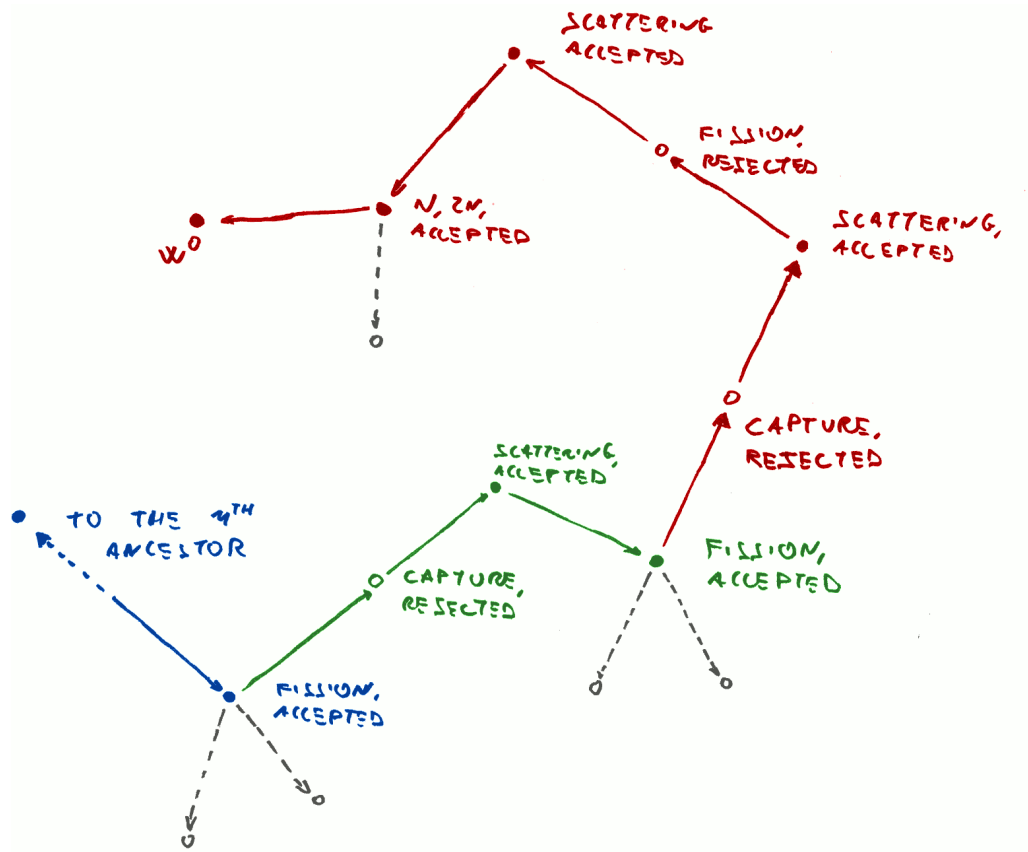 SCATTERING
ACCEPTED
FISSION,
REJECTED
N, 2N,
ACCEPTED
SCATTERING,
ACCEPTED
W⁰
CAPTURE,
REJECTED
SCATTERING,
ACCEPTED
TO THE nTH
ANCESTOR
FISSION,
ACCEPTED
CAPTURE,
REJECTED
FISSION,
ACCEPTED